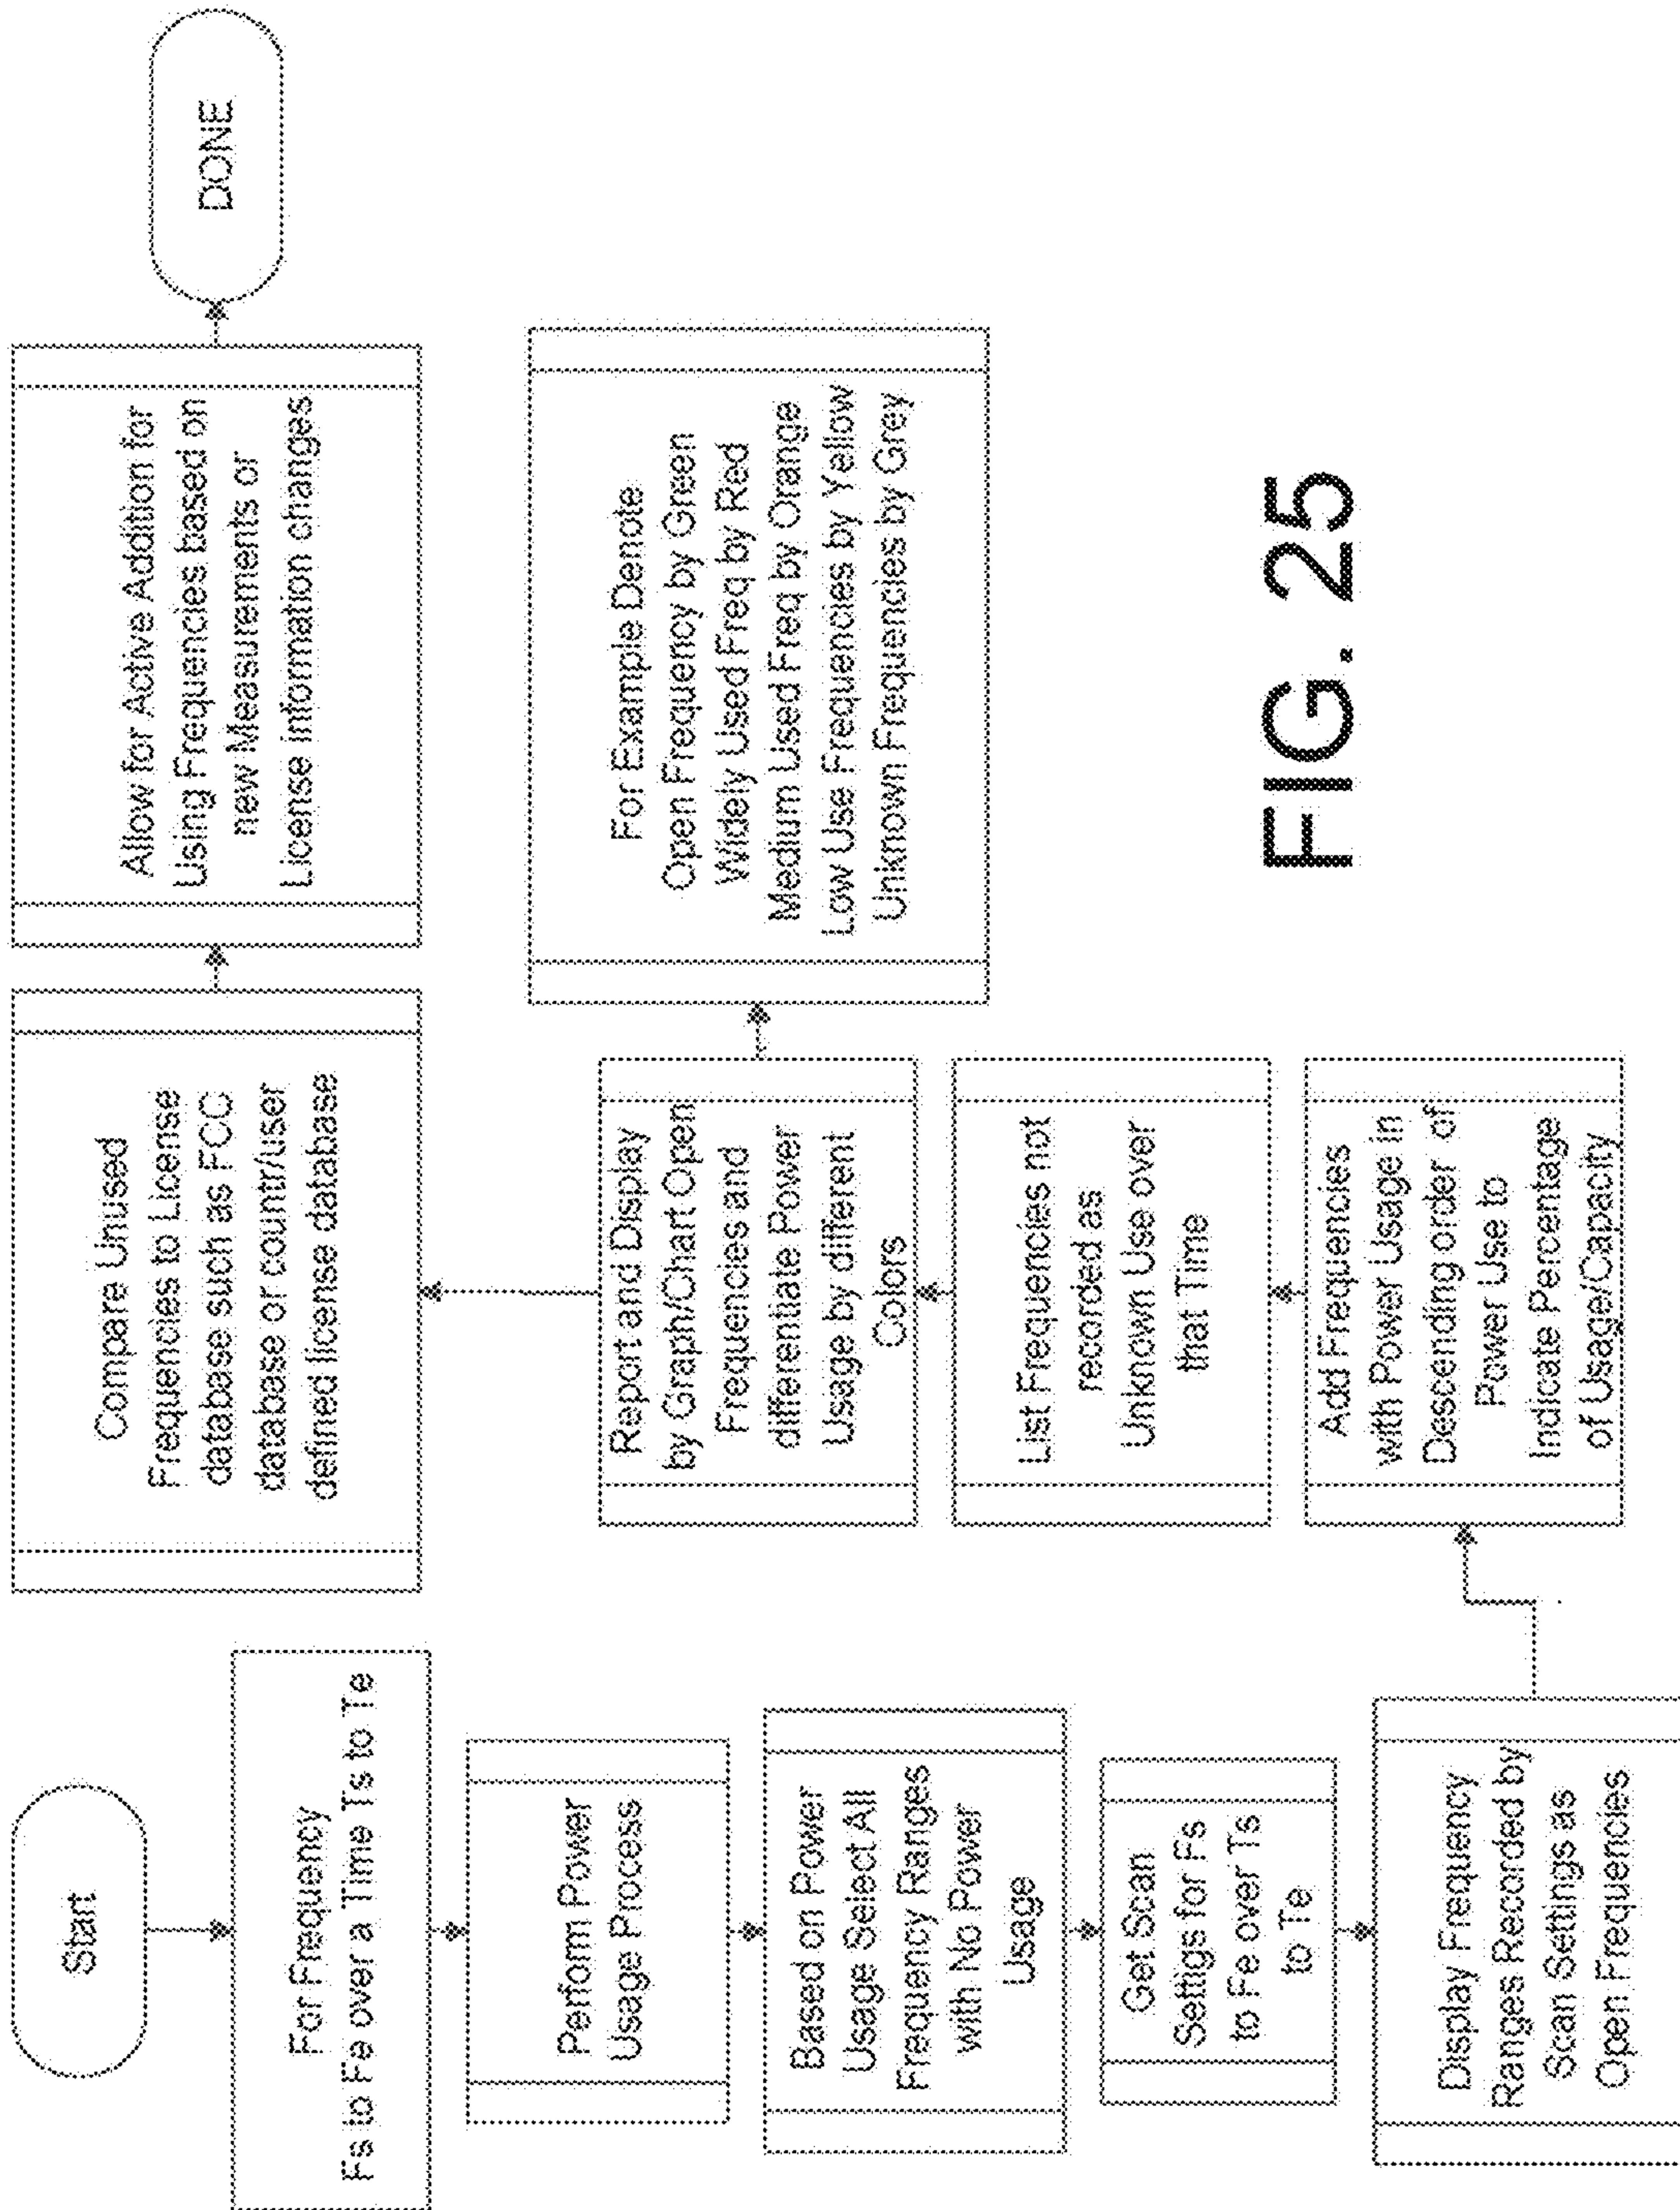 Start
For Frequency
Fs to Fe over a Time Ts to Te
Perform Power
Usage Process
Based on Power
Usage Select All
Frequency Ranges
with No Power
Usage
Get Scan
Settigs for Fs
to Fe over Ts
to Te
Display Frequency
Ranges Recorded by
Scan Settings as
Open Frequencies
Add Frequencies
with Power Usage in
Descending order of
Power Use to
Indicate Percentage
of Usage/Capacity
List Frequencies not
recorded as
Unknown Use over
that Time
Report and Display
by Graph/Chart Open
Frequencies and
differentiate Power
Usage by different
Colors
For Example Denote
Open Frequency by Green
Widely Used Freq by Red
Medium Used Freq by Orange
Low Use Frequencies by Yellow
Unknown Frequencies by Grey
Compare Unused
Frequencies to License
database such as FCC
database or countr/user
defined license database
Allow for Active Addition for
Using Frequencies based on
new Measurements or
License information changes
DONE
FIG. 25